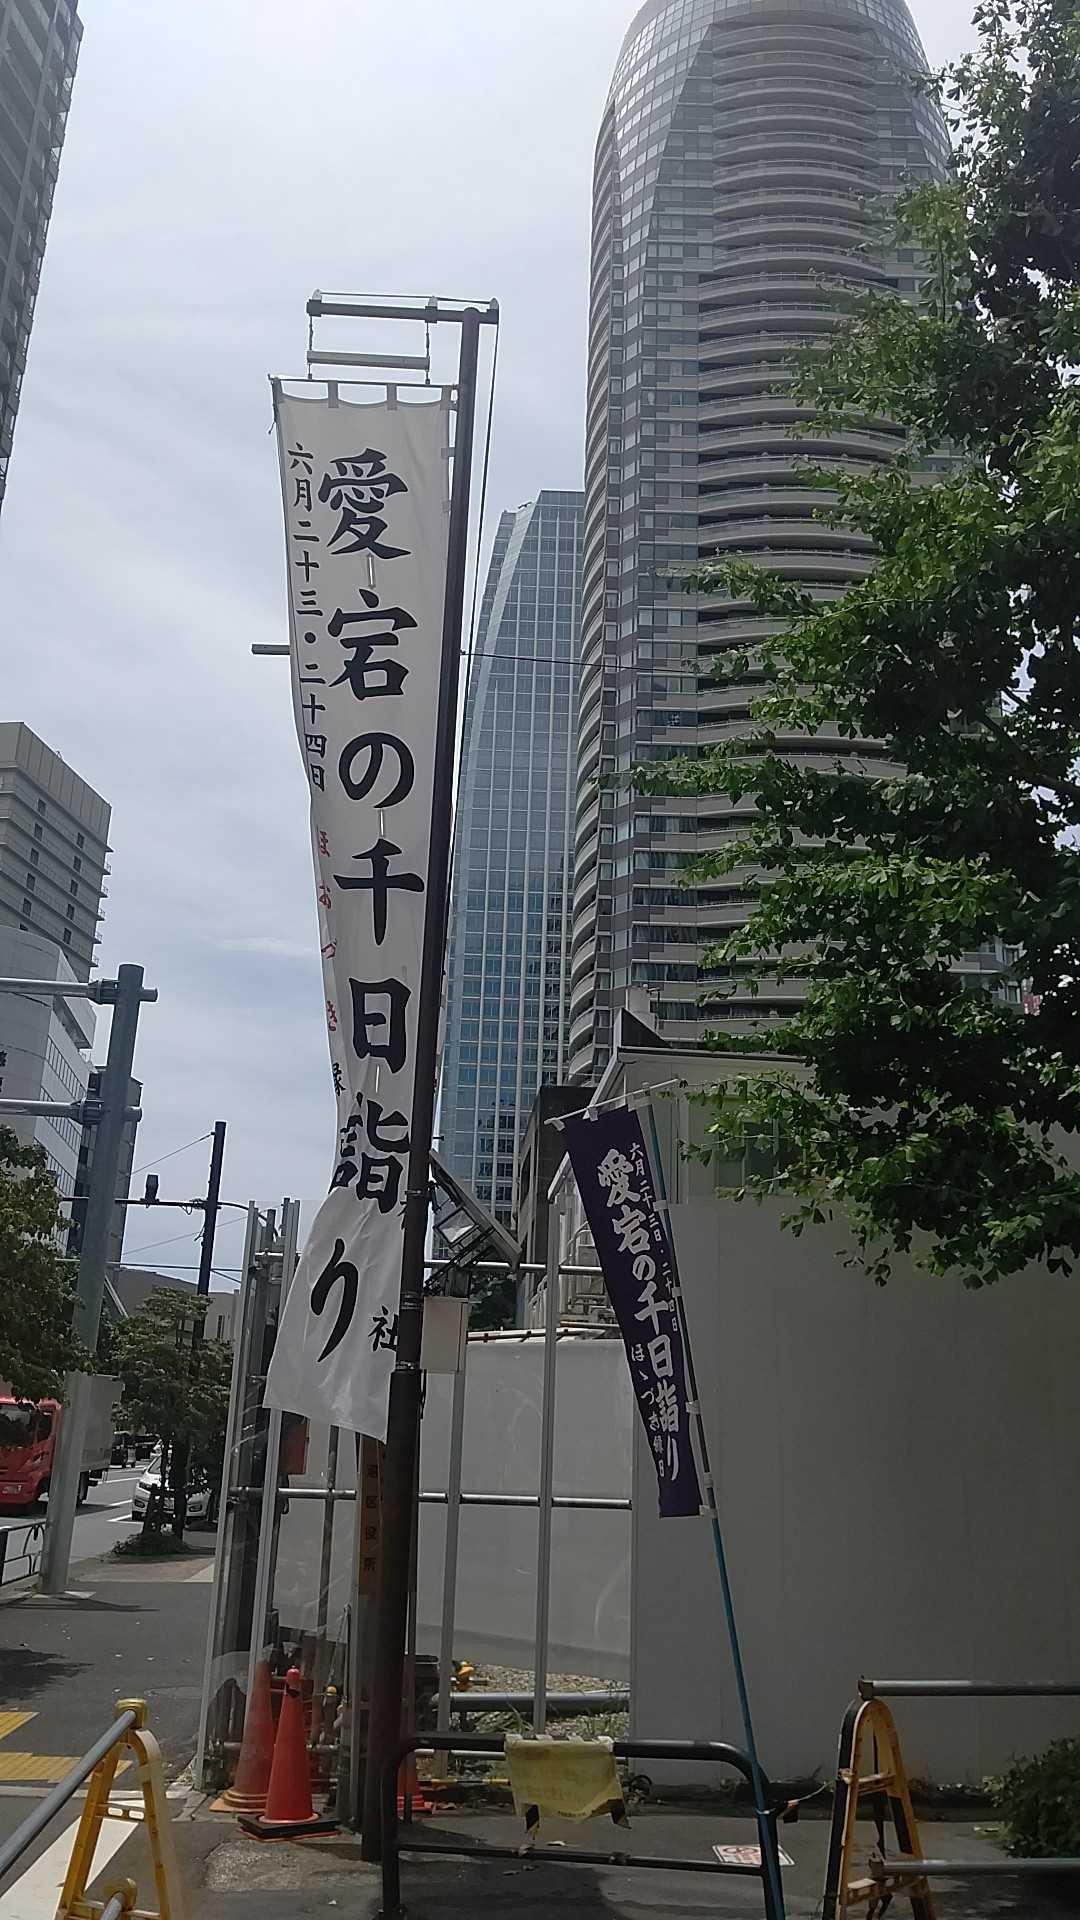 愛宕の千日詣り
六月二十三・二十四日
ほおづき縁
社
六月二十三日・二十四日
愛宕の千日詣り
ほゝづき縁日
港区役所